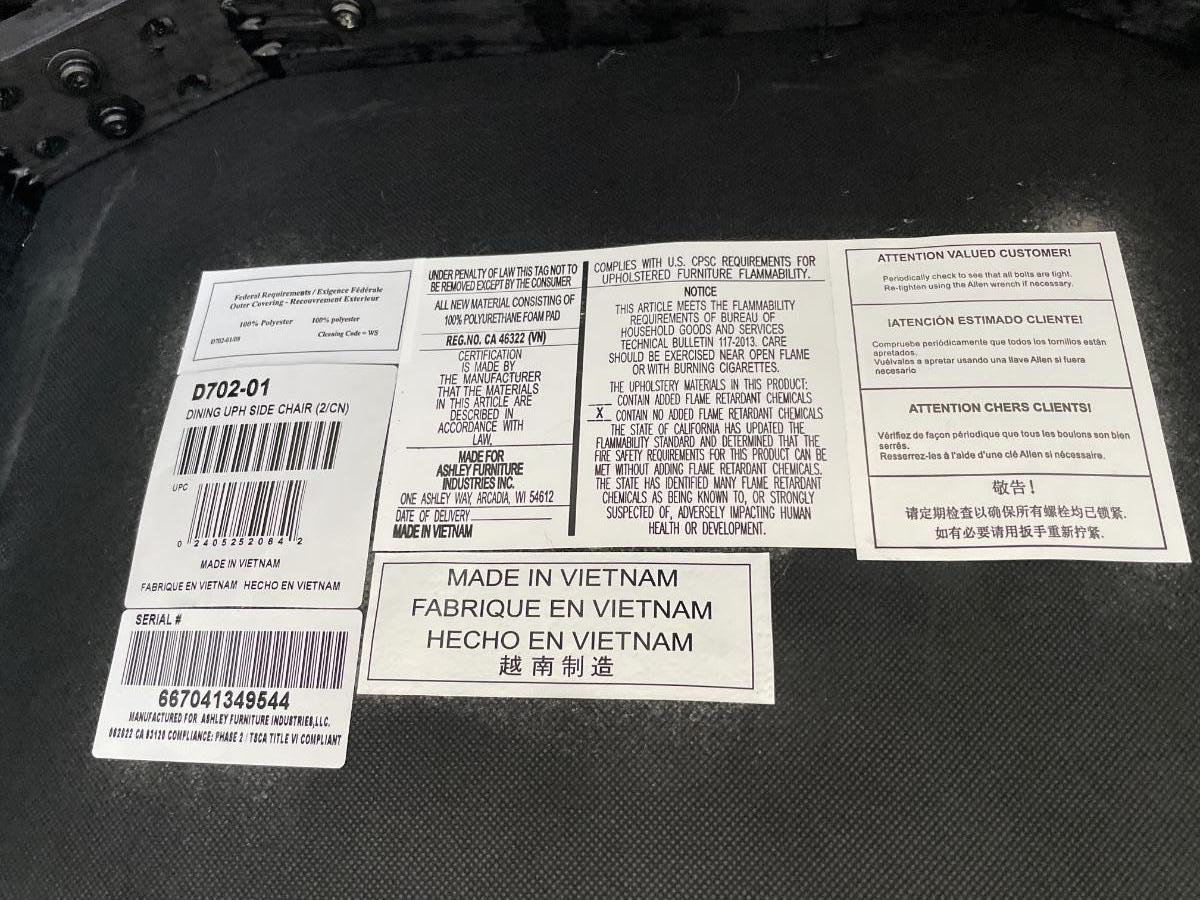 Federal Requirements / Exigence Fédérale
Outer Covering - Recouvrement Exterieur
100% Polyester 100% polyester
Cleaning Code = WS
D702-01/08
D702-01
DINING UPH SIDE CHAIR (2/CN)
UPC
0 2405252084 2
MADE IN VIETNAM
FABRIQUE EN VIETNAM HECHO EN VIETNAM
SERIAL #
667041349544
MANUFACTURED FOR ASHLEY FURNITURE INDUSTRIES,LLC.
082022 CA 93120 COMPLIANCE: PHASE 2 / TSCA TITLE VI COMPLIANT
UNDER PENALTY OF LAW THIS TAG NOT TO
BE REMOVED EXCEPT BY THE CONSUMER
ALL NEW MATERIAL CONSISTING OF
100% POLYURETHANE FOAM PAD
REG.NO. CA 46322 (VN)
CERTIFICATION
IS MADE BY
THE MANUFACTURER
THAT THE MATERIALS
IN THIS ARTICLE ARE
DESCRIBED IN
ACCORDANCE WITH
LAW.
MADE FOR
ASHLEY FURNITURE
INDUSTRIES INC.
ONE ASHLEY WAY, ARCADIA, WI 54612
DATE OF DELIVERY
MADE IN VIETNAM
COMPLIES WITH U.S. CPSC REQUIREMENTS FOR
UPHOLSTERED FURNITURE FLAMMABILITY.
NOTICE
THIS ARTICLE MEETS THE FLAMMABILITY
REQUIREMENTS OF BUREAU OF
HOUSEHOLD GOODS AND SERVICES
TECHNICAL BULLETIN 117-2013. CARE
SHOULD BE EXERCISED NEAR OPEN FLAME
OR WITH BURNING CIGARETTES.
THE UPHOLSTERY MATERIALS IN THIS PRODUCT:
CONTAIN ADDED FLAME RETARDANT CHEMICALS
X CONTAIN NO ADDED FLAME RETARDANT CHEMICALS
THE STATE OF CALIFORNIA HAS UPDATED THE
FLAMMABILITY STANDARD AND DETERMINED THAT THE
FIRE SAFETY REQUIREMENTS FOR THIS PRODUCT CAN BE
MET WITHOUT ADDING FLAME RETARDANT CHEMICALS.
THE STATE HAS IDENTIFIED MANY FLAME RETARDANT
CHEMICALS AS BEING KNOWN TO, OR STRONGLY
SUSPECTED OF, ADVERSELY IMPACTING HUMAN
HEALTH OR DEVELOPMENT.
MADE IN VIETNAM
FABRIQUE EN VIETNAM
HECHO EN VIETNAM
越南制造
ATTENTION VALUED CUSTOMER!
Periodically check to see that all bolts are tight.
Re-tighten using the Allen wrench if necessary.
¡ATENCIÓN ESTIMADO CLIENTE!
Compruebe periódicamente que todos los tornillos están
apretados.
Vuélvalos a apretar usando una llave Allen si fuera
necesario
ATTENTION CHERS CLIENTS!
Vérifiez de façon périodique que tous les boulons son bien
serrés.
Resserrez-les à l'aide d'une clé Allen si nécessaire.
敬告!
请定期检查以确保所有螺栓均已锁紧.
如有必要请用扳手重新拧紧.